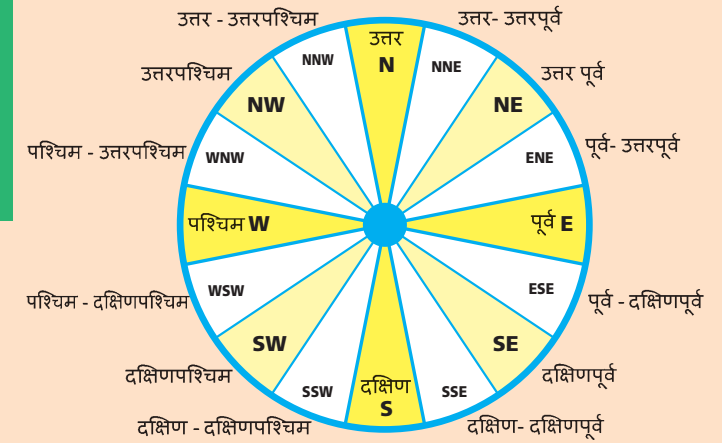 उत्तर - उत्तरपश्चिम
उत्तर- उत्तरपूर्व
उत्तर
N
NNW
NNE
उत्तरपश्चिम
उत्तर पूर्व
NW
NE
पश्चिम - उत्तरपश्चिम
पूर्व- उत्तरपूर्व
WNW
ENE
पश्चिम W
पूर्व E
WSW
ESE
पश्चिम - दक्षिणपश्चिम
पूर्व - दक्षिणपूर्व
SW
SE
दक्षिणपश्चिम
दक्षिणपूर्व
SSW
दक्षिण
S
SSE
दक्षिण - दक्षिणपश्चिम
दक्षिण- दक्षिणपूर्व